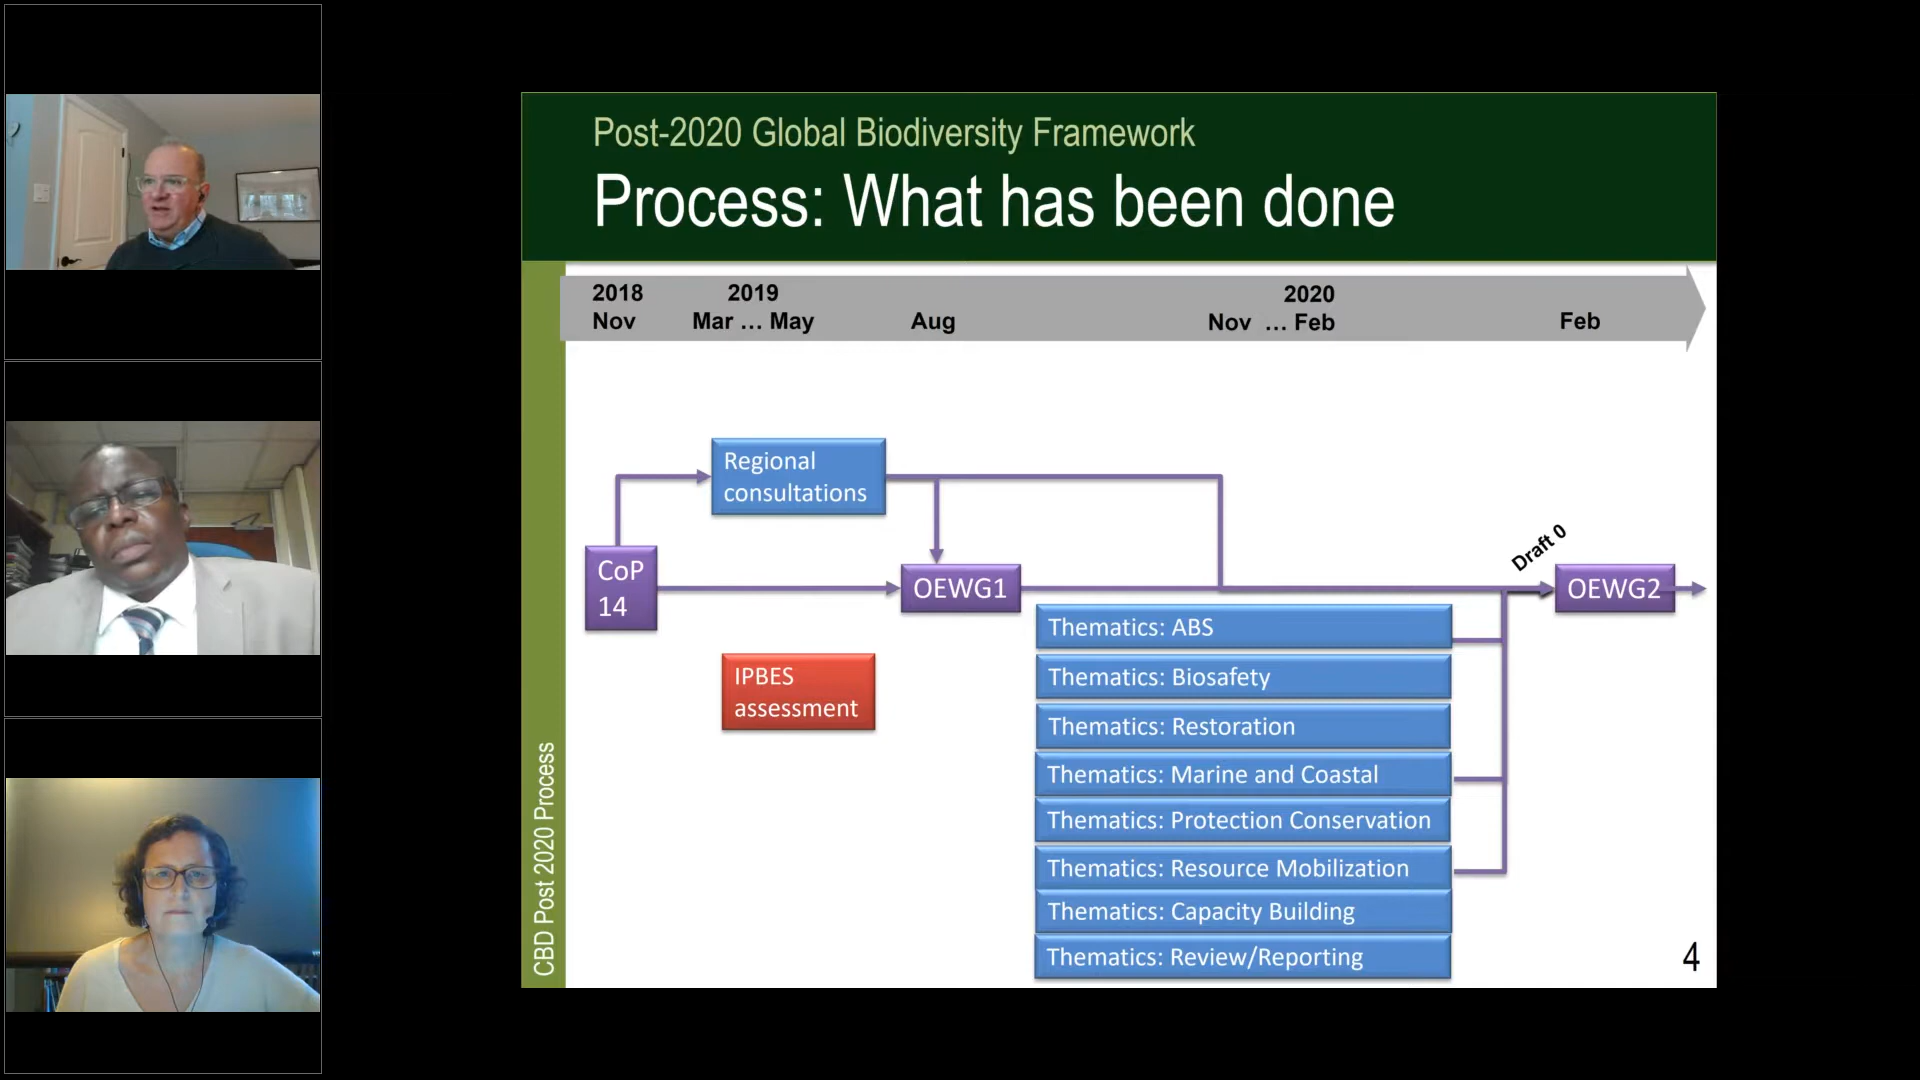 Post-2020 Global Biodiversity Framework
Process: What has been done
2018
Nov
2019
Mar ... May
Aug
2020
Nov ... Feb
Feb
Regional
consultations
CoP
14
OEWG1
Draft 0
OEWG2
IPBES
assessment
Thematics: ABS
Thematics: Biosafety
Thematics: Restoration
Thematics: Marine and Coastal
Thematics: Protection Conservation
Thematics: Resource Mobilization
Thematics: Capacity Building
Thematics: Review/Reporting
CBD Post 2020 Process
4